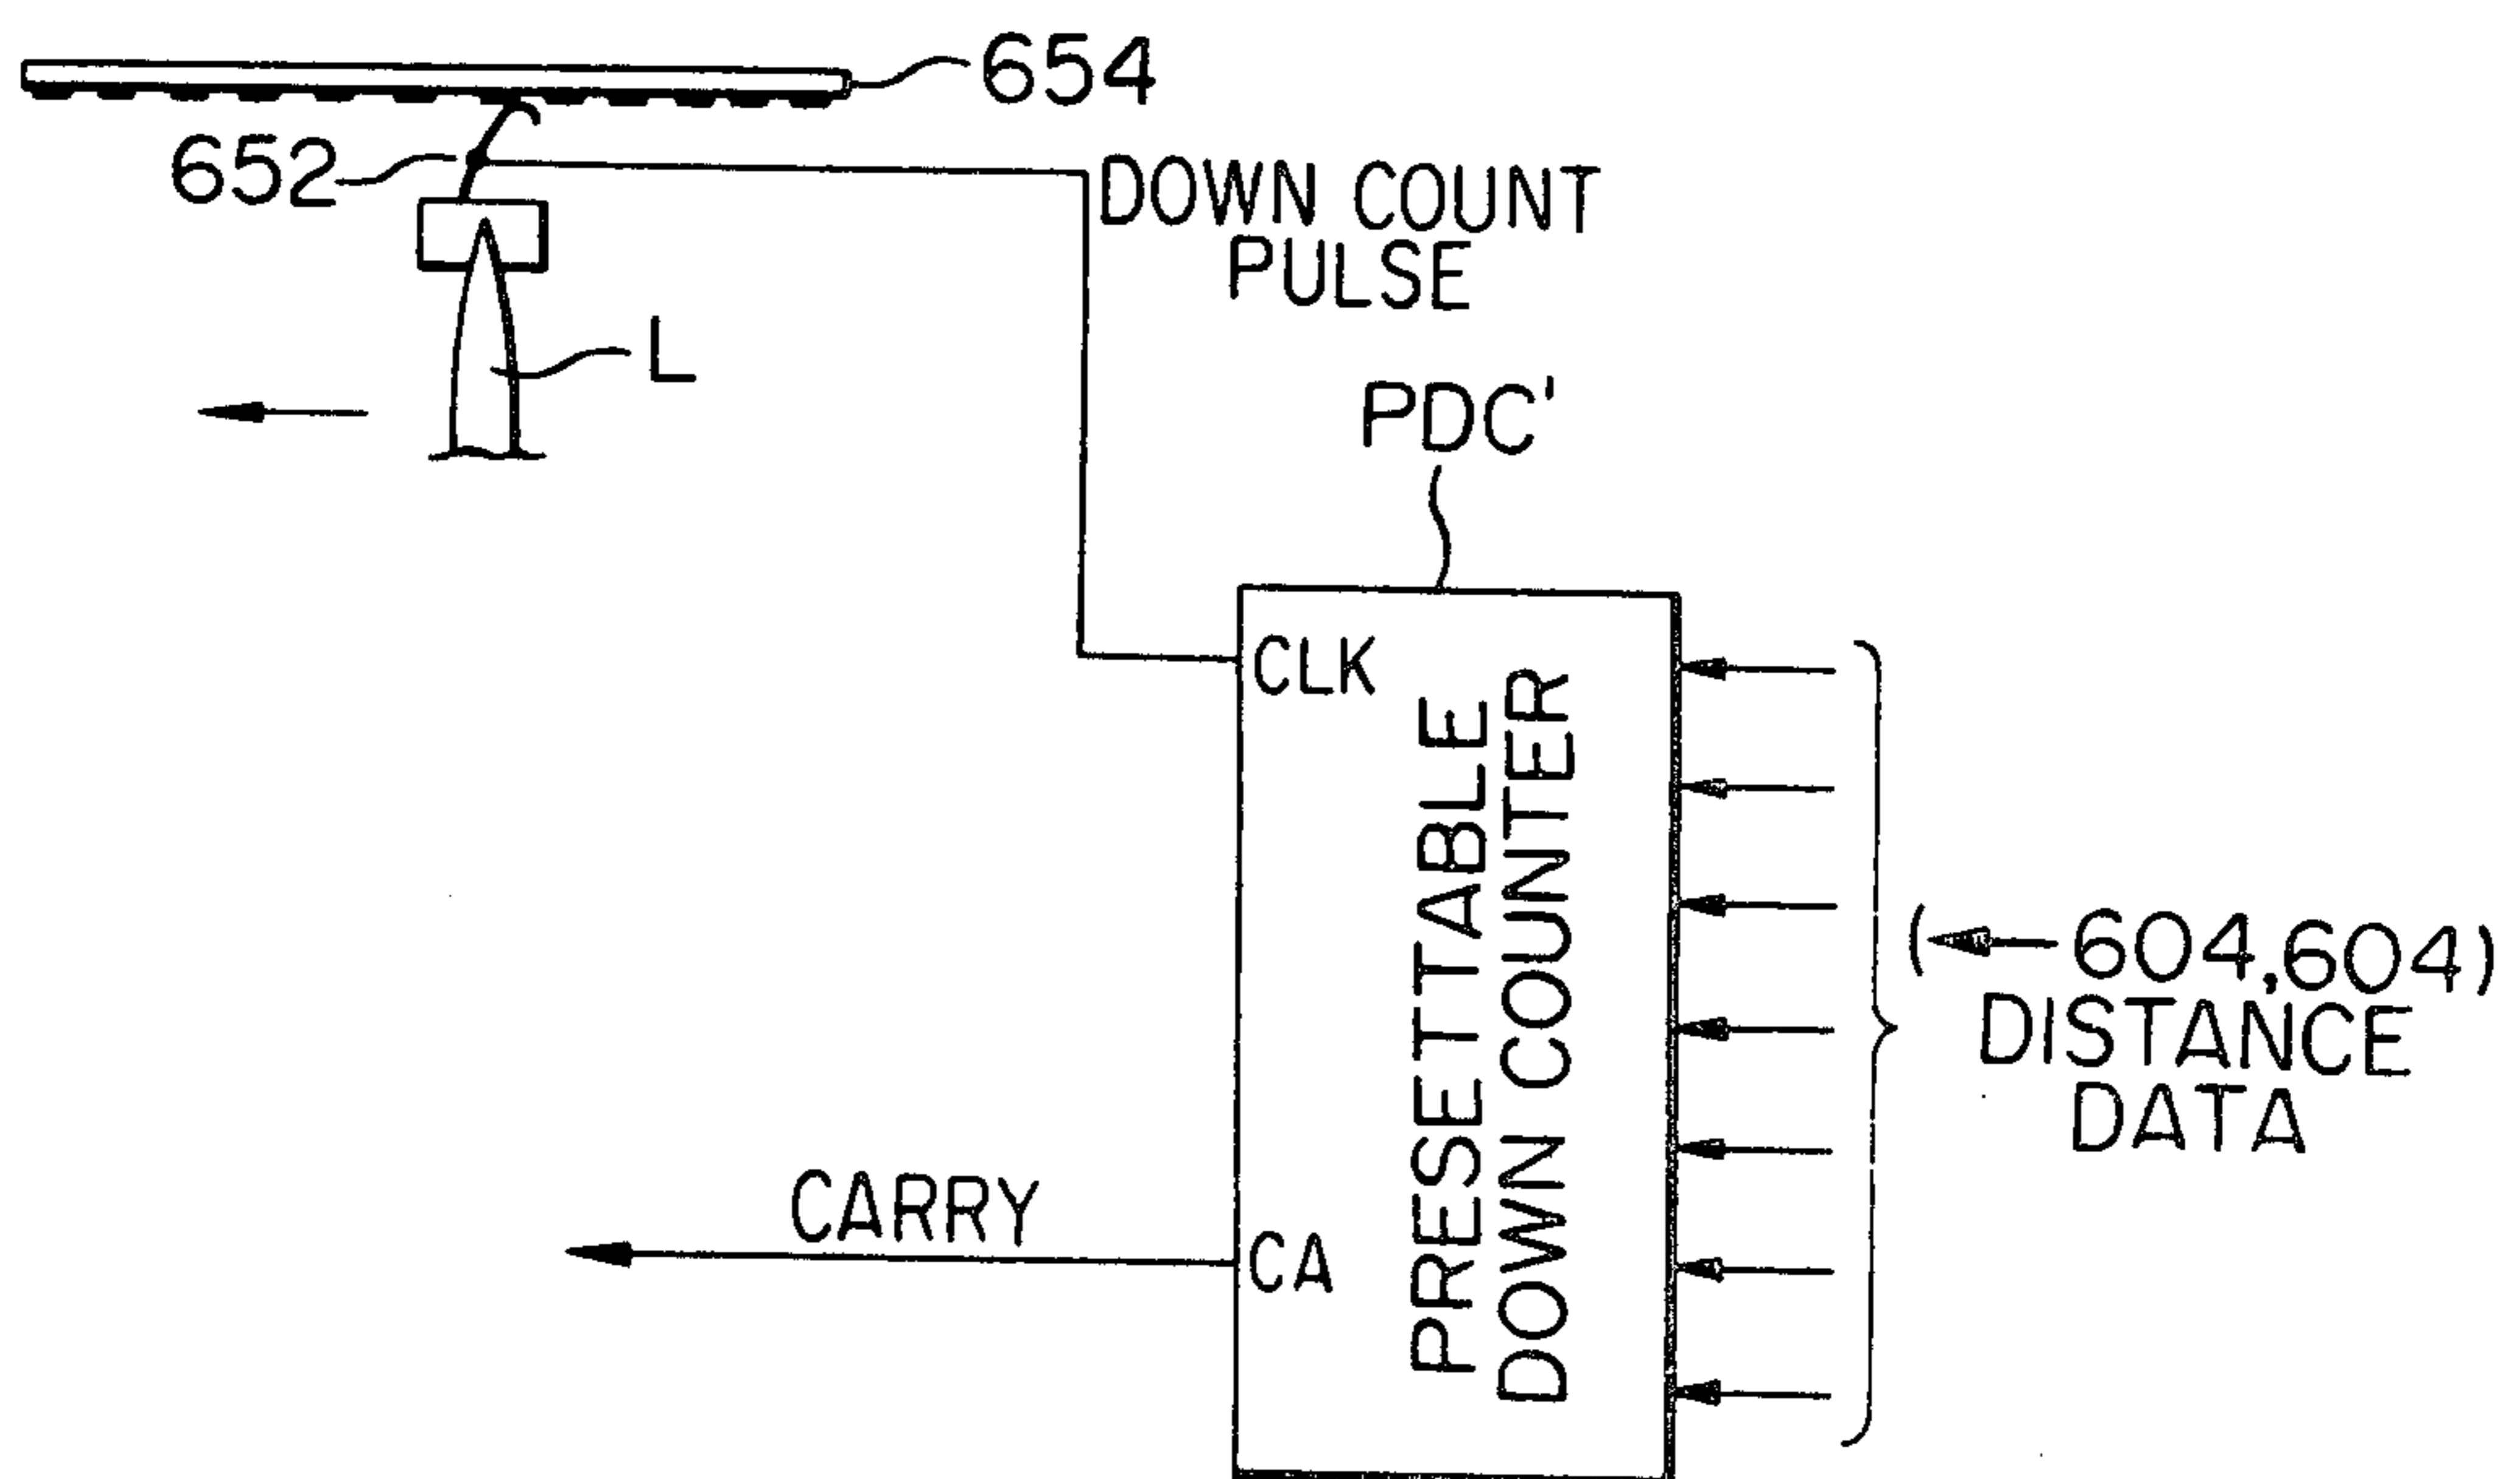 654
652
DOWN COUNT
PULSE
L
PDC'
CLK
PRESETTABLE
DOWN COUNTER
(←604,604)
DISTANCE
DATA
CARRY
CA